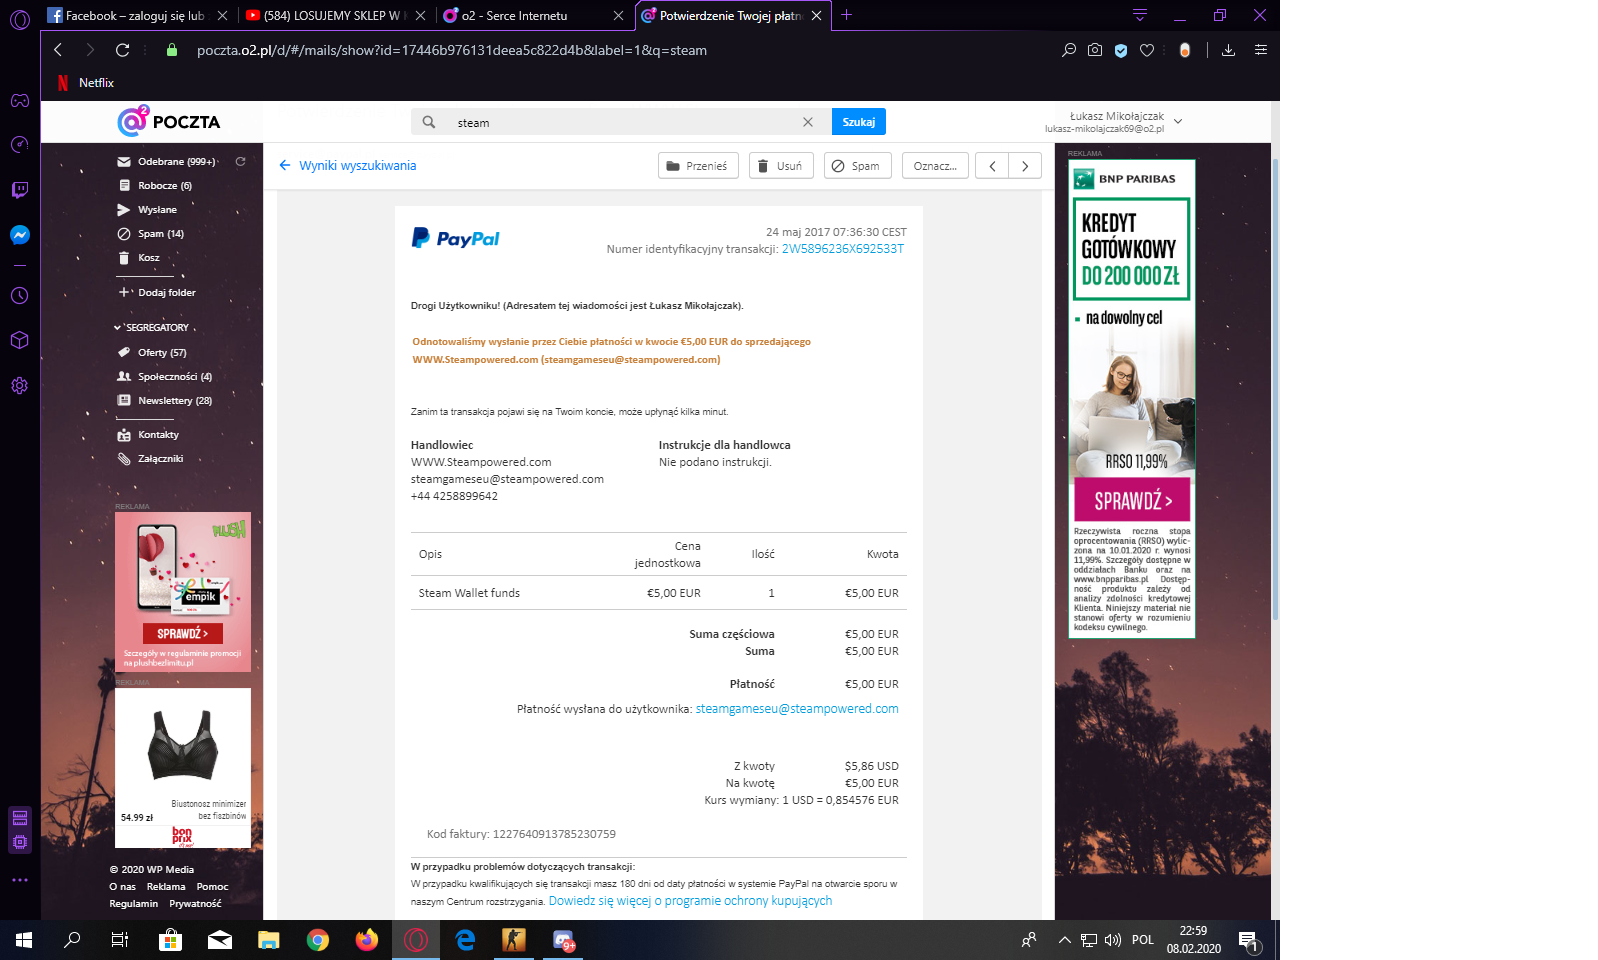 Facebook – zaloguj się lub
(584) LOSUJEMY SKLEP W
o2 - Serce Internetu
Potwierdzenie Twojej płatn
poczta.o2.pl/d/#/mails/show?id=17446b976131deea5c822d4b&label=1&q=steam
Netflix
2 POCZTA
steam
Szukaj
Łukasz Mikołajczak
lukasz-mikolajczak69@o2.pl
Odebrane (999+)
Robocze (6)
Wysłane
Spam (14)
Kosz
Dodaj folder
SEGREGATORY
Oferty (57)
Społeczności (4)
Newslettery (28)
Kontakty
Załączniki
REKLAMA
PLUSH
empik
SPRAWDŹ >
Szczegóły w regulaminie promocji
na plushbezlimitu.pl
REKLAMA
Biustonosz minimizer
54.99 zł bez fiszbinów
bon
prix
© 2020 WP Media
O nas Reklama Pomoc
Regulamin Prywatność
Wyniki wyszukiwania
Przenieś
Usuń
Spam
Oznacz...
PayPal
24 maj 2017 07:36:30 CEST
Numer identyfikacyjny transakcji: 2W5896236X692533T
Drogi Użytkowniku! (Adresatem tej wiadomości jest Łukasz Mikołajczak).
Odnotowaliśmy wysłanie przez Ciebie płatności w kwocie €5,00 EUR do sprzedającego
WWW.Steampowered.com (steamgameseu@steampowered.com)
Zanim ta transakcja pojawi się na Twoim koncie, może upłynąć kilka minut.
Handlowiec Instrukcje dla handlowca
WWW.Steampowered.com Nie podano instrukcji.
steamgameseu@steampowered.com
+44 4258899642
Opis Cena jednostkowa Ilość Kwota
Steam Wallet funds €5,00 EUR 1 €5,00 EUR
Suma częściowa €5,00 EUR
Suma €5,00 EUR
Płatność €5,00 EUR
Płatność wysłana do użytkownika: steamgameseu@steampowered.com
Z kwoty $5,86 USD
Na kwotę €5,00 EUR
Kurs wymiany: 1 USD = 0,854576 EUR
Kod faktury: 1227640913785230759
W przypadku problemów dotyczących transakcji:
W przypadku kwalifikujących się transakcji masz 180 dni od daty płatności w systemie PayPal na otwarcie sporu w
naszym Centrum rozstrzygania. Dowiedz się więcej o programie ochrony kupujących
REKLAMA
BNP PARIBAS
KREDYT
GOTÓWKOWY
DO 200 000 ZŁ
na dowolny cel
RRSO 11,99%
SPRAWDŹ >
Rzeczywista roczna stopa
oprocentowania (RRSO) wylic-
zona na 10.01.2020 r. wynosi
11,99%. Szczegóły dostępne w
oddziałach Banku oraz na
www.bnpparibas.pl Dostęp-
ność produktu zależy od
analizy zdolności kredytowej
Klienta. Niniejszy materiał nie
stanowi oferty w rozumieniu
kodeksu cywilnego.
9+
POL
22:59
08.02.2020
1